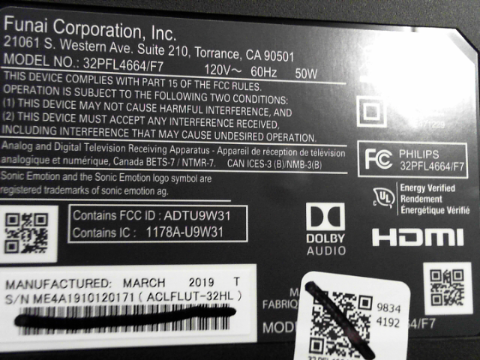 Funai Corporation, Inc.
21061 S. Western Ave. Suite 210, Torrance, CA 90501
MODEL NO.: 32PFL4664/F7 120V～ 60Hz 50W
THIS DEVICE COMPLIES WITH PART 15 OF THE FCC RULES.
OPERATION IS SUBJECT TO THE FOLLOWING TWO CONDITIONS:
(1) THIS DEVICE MAY NOT CAUSE HARMFUL INTERFERENCE, AND
(2) THIS DEVICE MUST ACCEPT ANY INTERFERENCE RECEIVED,
INCLUDING INTERFERENCE THAT MAY CAUSE UNDESIRED OPERATION.
Analog and Digital Television Receiving Apparatus - Appareil de réception de télévision
analogique et numérique, Canada BETS-7 / NTMR-7. CAN ICES-3 (B) NMB-3(B)
Sonic Emotion and the Sonic Emotion logo symbol are
registered trademarks of sonic emotion ag.
FC PHILIPS
32PFL4664/F7
UL Energy Verified
Rendement
Énergétique Vérifié
Contains FCC ID : ADTU9W31
Contains IC : 1178A-U9W31
DOLBY
AUDIO
HDMI
MANUFACTURED: MARCH 2019 T
S/N ME4A1910120171 (ACLFLUT-32HL)
9834
4192
FABRIQ
MODE